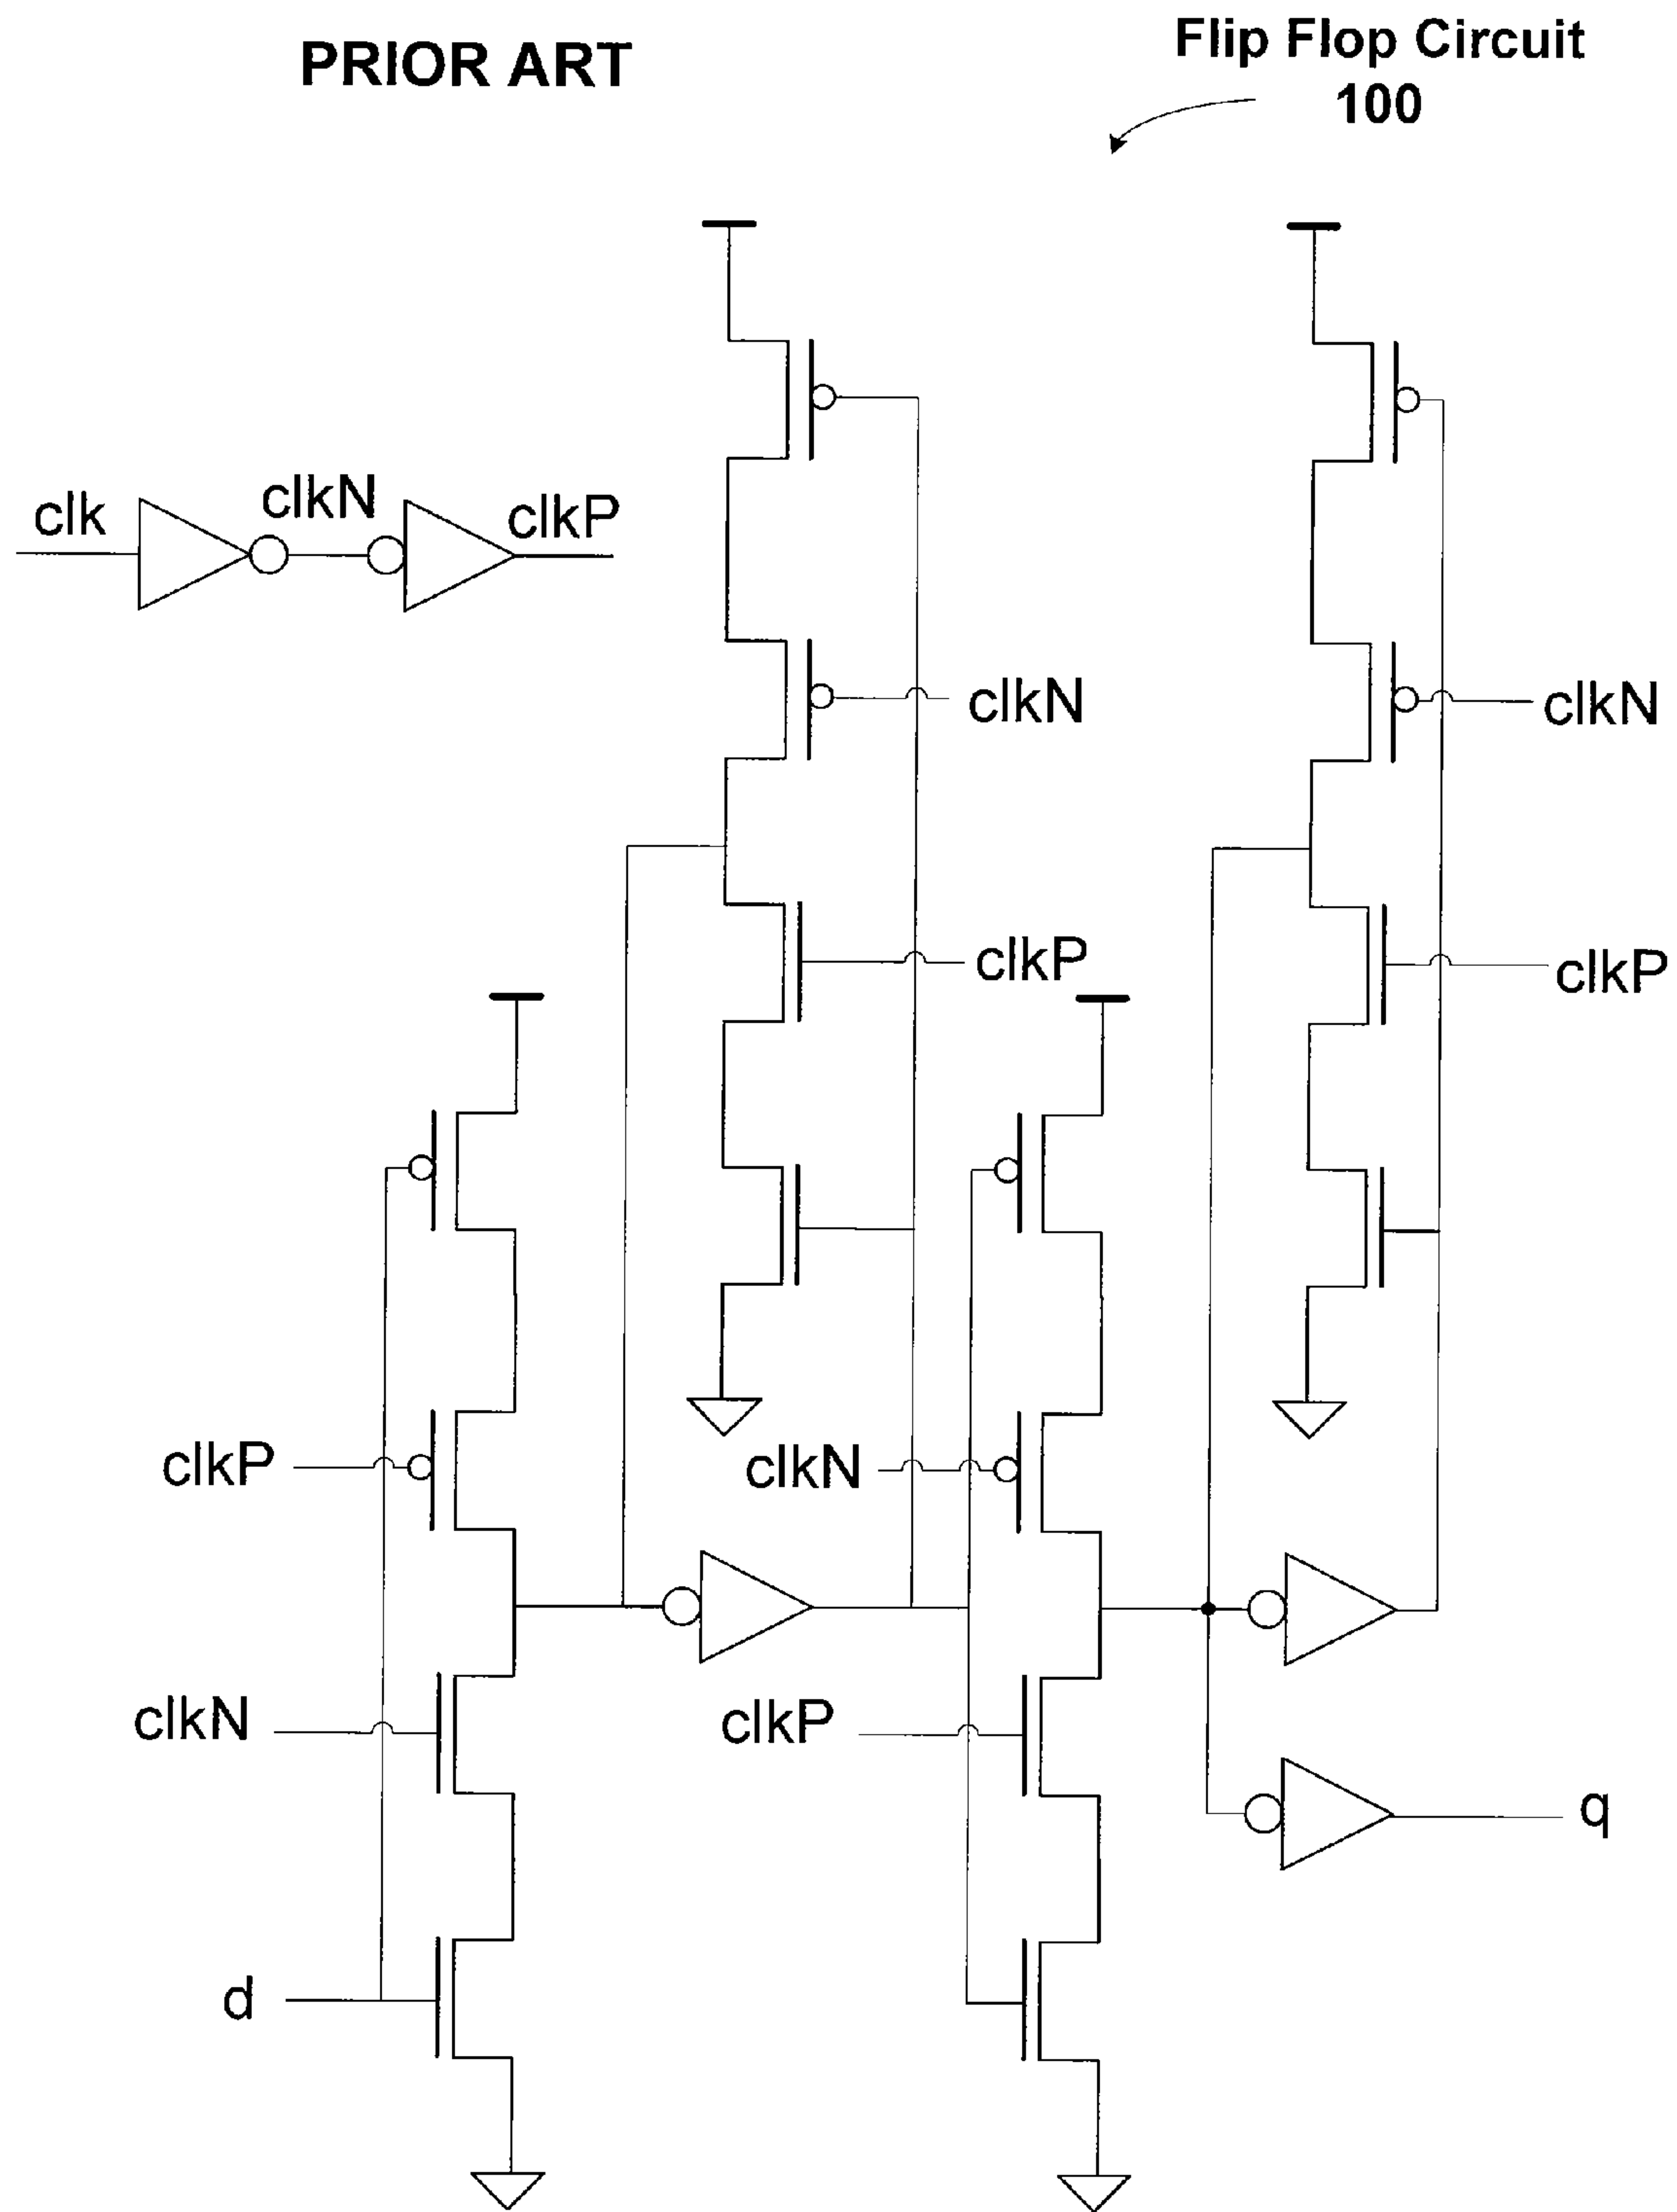 PRIOR ART
Flip Flop Circuit
100
clk
clkN
clkP
clkN
clkN
clkP
clkP
clkP
clkN
clkN
clkP
d
q